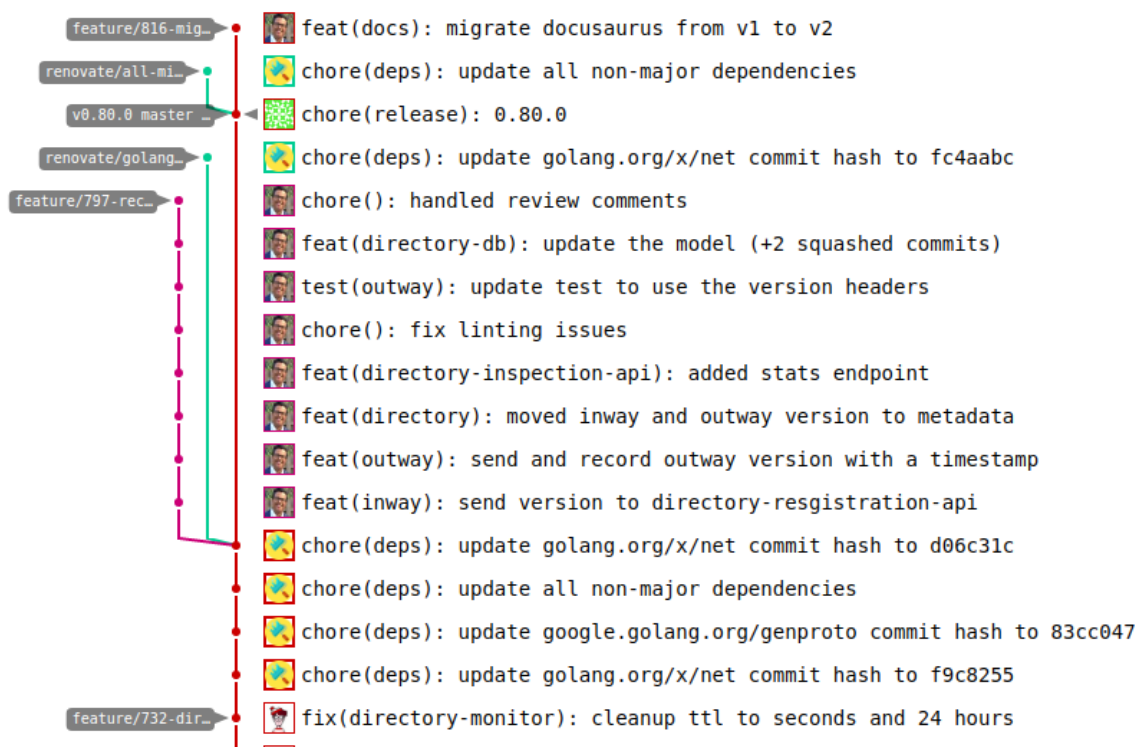 feature/816-mig… feat(docs): migrate docusaurus from v1 to v2
renovate/all-mi… chore(deps): update all non-major dependencies
v0.80.0 master … chore(release): 0.80.0
renovate/golang… chore(deps): update golang.org/x/net commit hash to fc4aabc
feature/797-rec… chore(): handled review comments
feat(directory-db): update the model (+2 squashed commits)
test(outway): update test to use the version headers
chore(): fix linting issues
feat(directory-inspection-api): added stats endpoint
feat(directory): moved inway and outway version to metadata
feat(outway): send and record outway version with a timestamp
feat(inway): send version to directory-resgistration-api
chore(deps): update golang.org/x/net commit hash to d06c31c
chore(deps): update all non-major dependencies
chore(deps): update google.golang.org/genproto commit hash to 83cc047
chore(deps): update golang.org/x/net commit hash to f9c8255
feature/732-dir… fix(directory-monitor): cleanup ttl to seconds and 24 hours